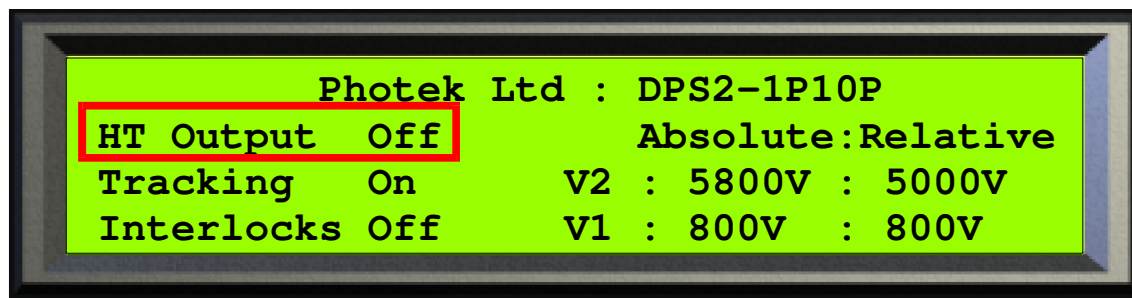 Photek Ltd : DPS2-1P10P
HT Output Off Absolute:Relative
Tracking On V2 : 5800V : 5000V
Interlocks Off V1 : 800V : 800V